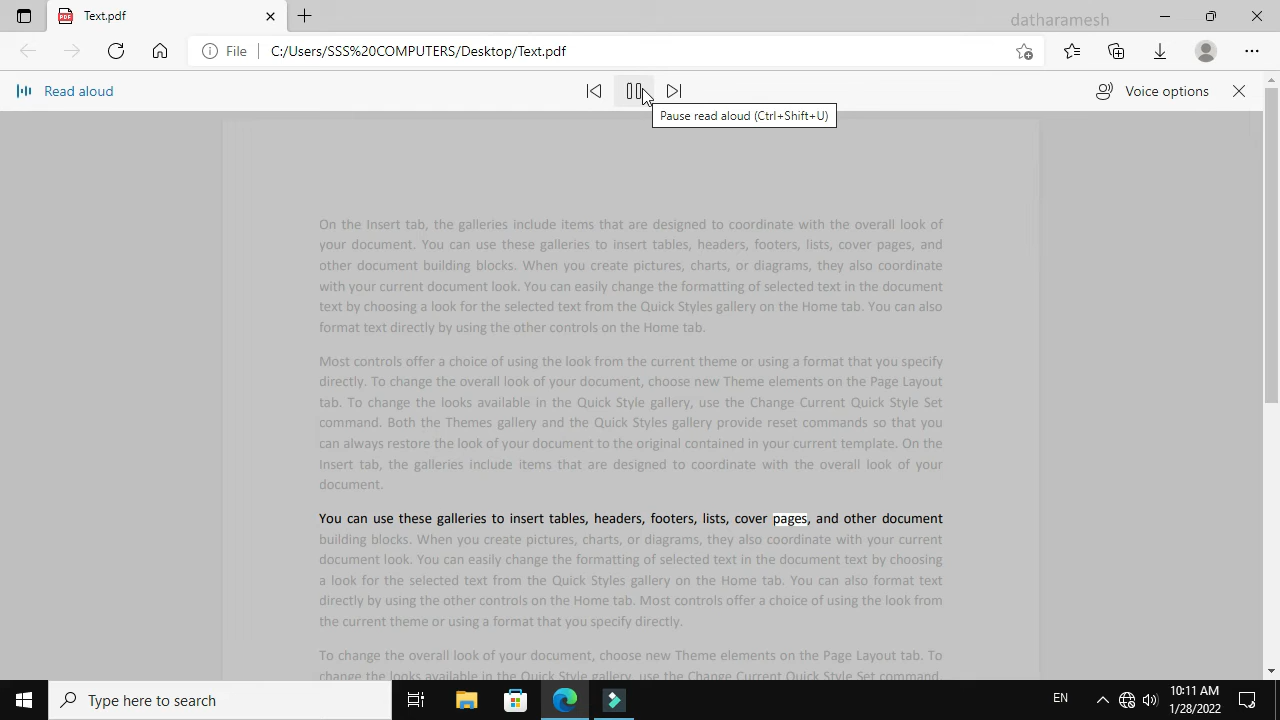 Text.pdf
datharamesh
File
C:/Users/SSS%20COMPUTERS/Desktop/Text.pdf
Read aloud
Voice options
Pause read aloud (Ctrl+Shift+U)
On the Insert tab, the galleries include items that are designed to coordinate with the overall look of
your document. You can use these galleries to insert tables, headers, footers, lists, cover pages, and
other document building blocks. When you create pictures, charts, or diagrams, they also coordinate
with your current document look. You can easily change the formatting of selected text in the document
text by choosing a look for the selected text from the Quick Styles gallery on the Home tab. You can also
format text directly by using the other controls on the Home tab.
Most controls offer a choice of using the look from the current theme or using a format that you specify
directly. To change the overall look of your document, choose new Theme elements on the Page Layout
tab. To change the looks available in the Quick Style gallery, use the Change Current Quick Style Set
command. Both the Themes gallery and the Quick Styles gallery provide reset commands so that you
can always restore the look of your document to the original contained in your current template. On the
Insert tab, the galleries include items that are designed to coordinate with the overall look of your
document.
You can use these galleries to insert tables, headers, footers, lists, cover pages, and other document
building blocks. When you create pictures, charts, or diagrams, they also coordinate with your current
document look. You can easily change the formatting of selected text in the document text by choosing
a look for the selected text from the Quick Styles gallery on the Home tab. You can also format text
directly by using the other controls on the Home tab. Most controls offer a choice of using the look from
the current theme or using a format that you specify directly.
To change the overall look of your document, choose new Theme elements on the Page Layout tab. To
change the looks available in the Quick Style gallery, use the Change Current Quick Style Set command.
Type here to search
EN
10:11 AM
1/28/2022